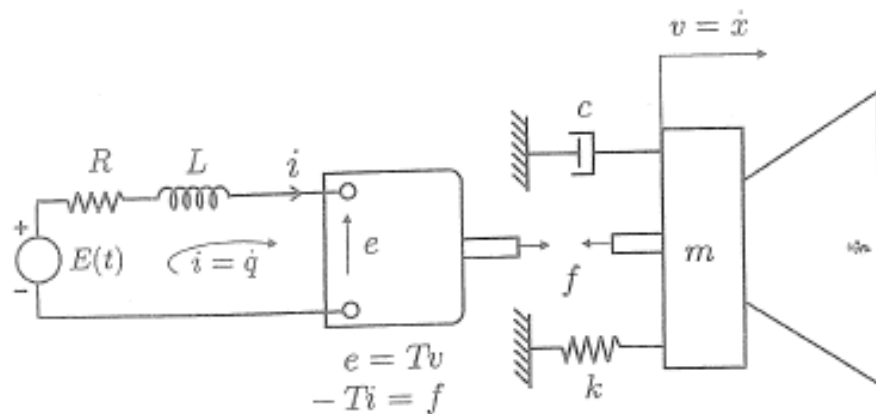 v = ẋ
c
R
L
i
+
E(t)
-
i = q̇
e
f
m
k
e = Tv
- Ti = f